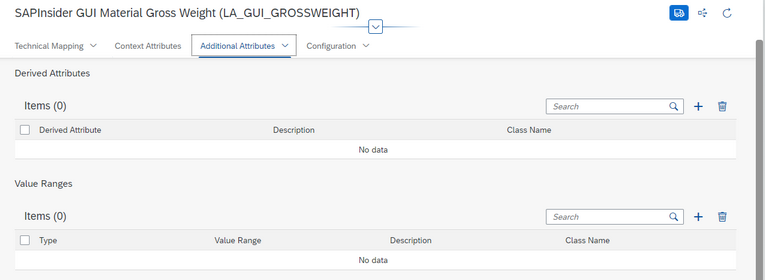 SAPInsider GUI Material Gross Weight (LA_GUI_GROSSWEIGHT)
Technical Mapping Context Attributes Additional Attributes Configuration
Derived Attributes
Items (0) Search
Derived Attribute Description Class Name
No data
Value Ranges
Items (0) Search
Type Value Range Description Class Name
No data